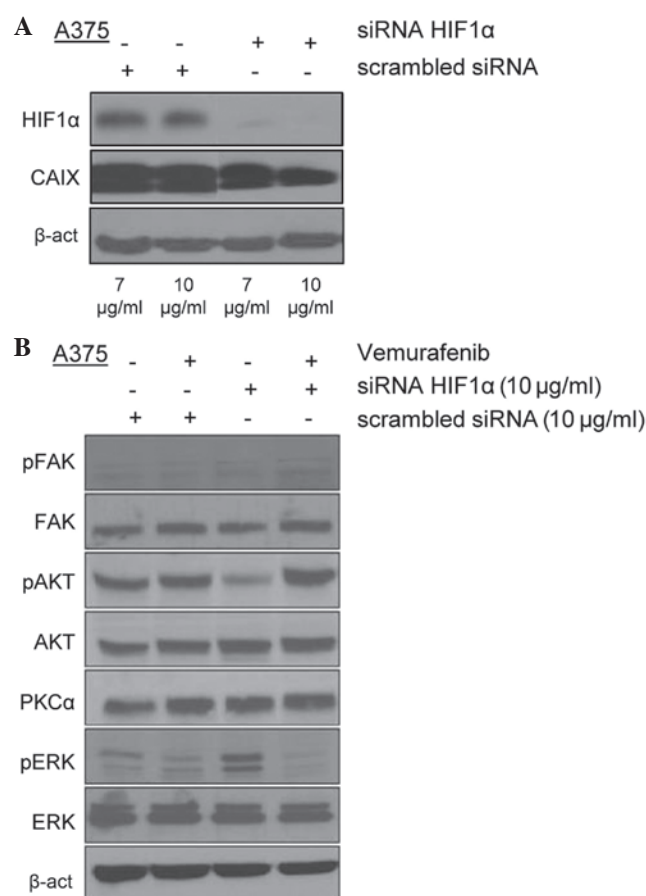 A A375 - - + + siRNA HIF1α
+ + - - scrambled siRNA
HIF1α
CAIX
β-act
7 10 7 10
µg/ml µg/ml µg/ml µg/ml
B A375 - + - + Vemurafenib
- - + + siRNA HIF1α (10 µg/ml)
+ + - - scrambled siRNA (10 µg/ml)
pFAK
FAK
pAKT
AKT
PKCα
pERK
ERK
β-act